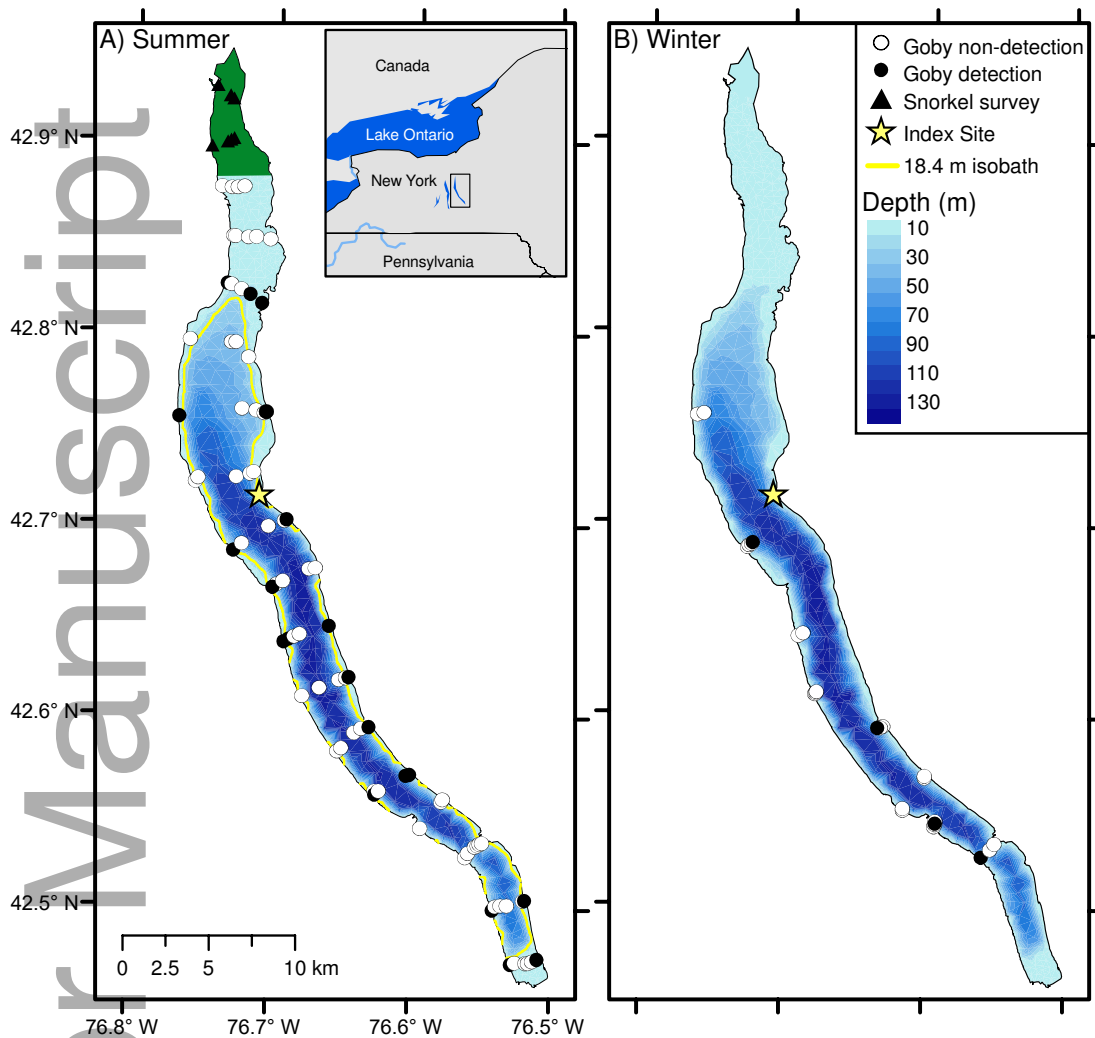 A) Summer
B) Winter
Canada
Lake Ontario
New York
Pennsylvania
Goby non-detection
Goby detection
Snorkel survey
Index Site
18.4 m isobath
Depth (m)
10
30
50
70
90
110
130
42.9° N
42.8° N
42.7° N
42.6° N
42.5° N
0 2.5 5 10 km
76.8° W 76.7° W 76.6° W 76.5° W
r Manuscript